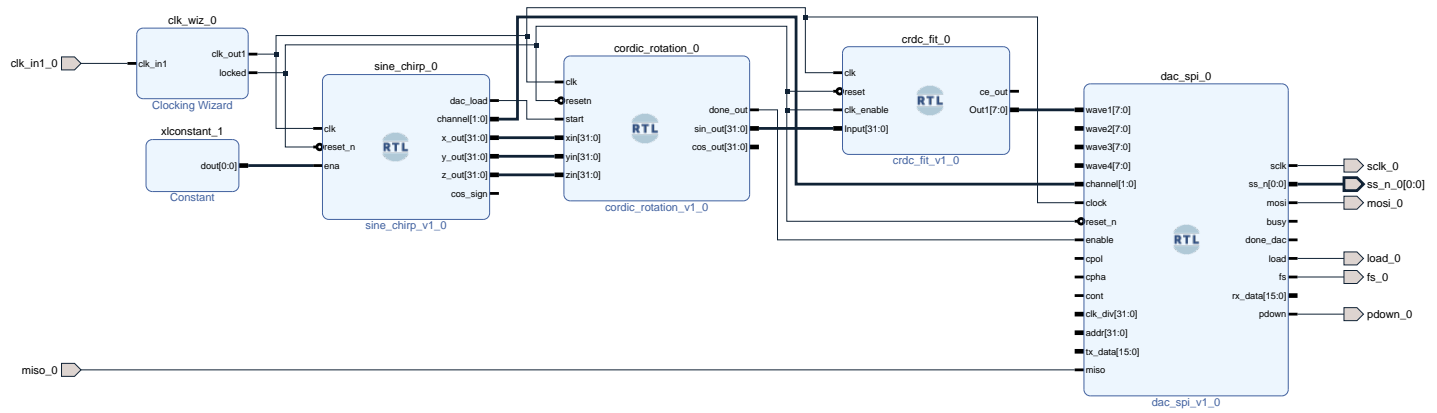 clk_wiz_0
clk_in1_0
clk_in1
clk_out1
locked
Clocking Wizard
xlconstant_1
dout[0:0]
Constant
sine_chirp_0
clk
reset_n
ena
dac_load
channel[1:0]
x_out[31:0]
y_out[31:0]
z_out[31:0]
cos_sign
RTL
sine_chirp_v1_0
cordic_rotation_0
clk
resetn
start
xin[31:0]
yin[31:0]
zin[31:0]
done_out
sin_out[31:0]
cos_out[31:0]
RTL
cordic_rotation_v1_0
crdc_fit_0
clk
reset
clk_enable
Input[31:0]
ce_out
Out1[7:0]
RTL
crdc_fit_v1_0
dac_spi_0
wave1[7:0]
wave2[7:0]
wave3[7:0]
wave4[7:0]
channel[1:0]
clock
reset_n
enable
cpol
cpha
cont
clk_div[31:0]
addr[31:0]
tx_data[15:0]
miso
RTL
sclk
ss_n[0:0]
mosi
busy
done_dac
load
fs
rx_data[15:0]
pdown
dac_spi_v1_0
sclk_0
ss_n_0[0:0]
mosi_0
load_0
fs_0
pdown_0
miso_0